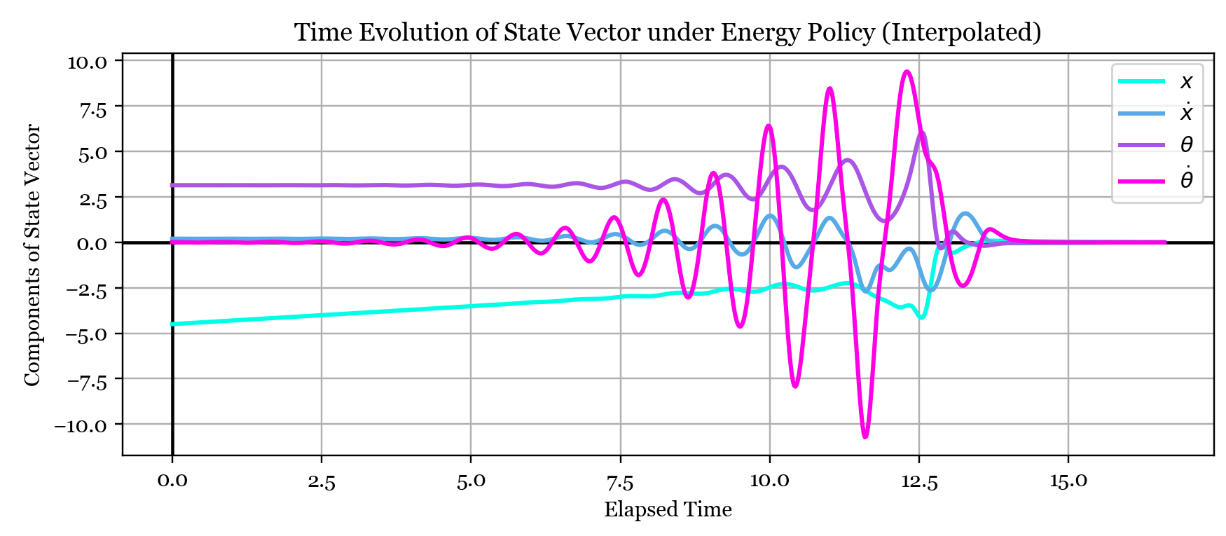 Time Evolution of State Vector under Energy Policy (Interpolated)
Components of State Vector
10.0
7.5
5.0
2.5
0.0
−2.5
−5.0
−7.5
−10.0
x
ẋ
θ
θ̇
0.0 2.5 5.0 7.5 10.0 12.5 15.0
Elapsed Time